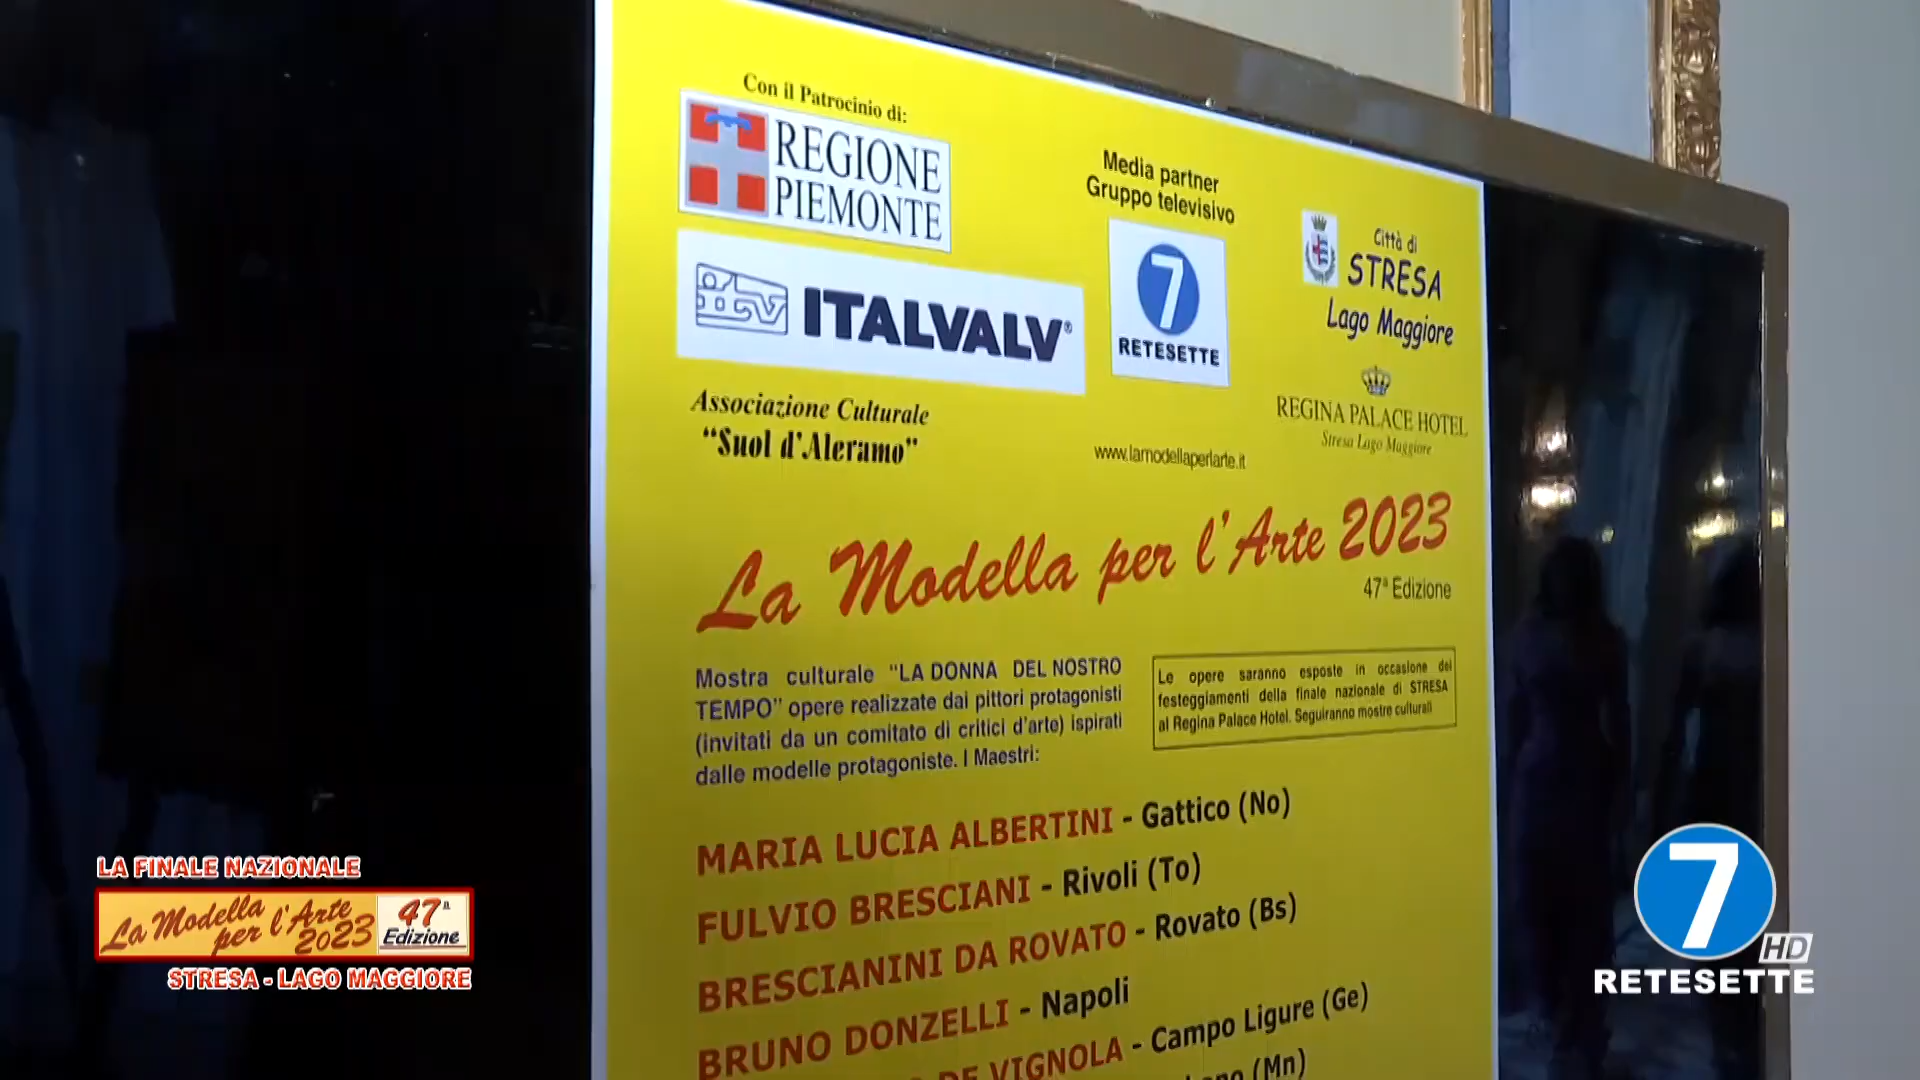 Con il Patrocinio di:
REGIONE
PIEMONTE
ITALVALV®
Associazione Culturale
“Suol d'Aleramo”
Media partner
Gruppo televisivo
7
RETESETTE
www.lamodellaperlarte.it
Città di
STRESA
Lago Maggiore
REGINA PALACE HOTEL
Stresa Lago Maggiore
La Modella per l'Arte 2023
47ª Edizione
Mostra culturale “LA DONNA DEL NOSTRO
TEMPO” opere realizzate dai pittori protagonisti
(invitati da un comitato di critici d'arte) ispirati
dalle modelle protagoniste. I Maestri:
Le opere saranno esposte in occasione dei
festeggiamenti della finale nazionale di STRESA
al Regina Palace Hotel. Seguiranno mostre culturali
MARIA LUCIA ALBERTINI - Gattico (No)
FULVIO BRESCIANI - Rivoli (To)
BRESCIANINI DA ROVATO - Rovato (Bs)
BRUNO DONZELLI - Napoli
DE VIGNOLA - Campo Ligure (Ge)
(Mn)
LA FINALE NAZIONALE
La Modella
per l'Arte
2023
47ª
Edizione
STRESA - LAGO MAGGIORE
7
HD
RETESETTE